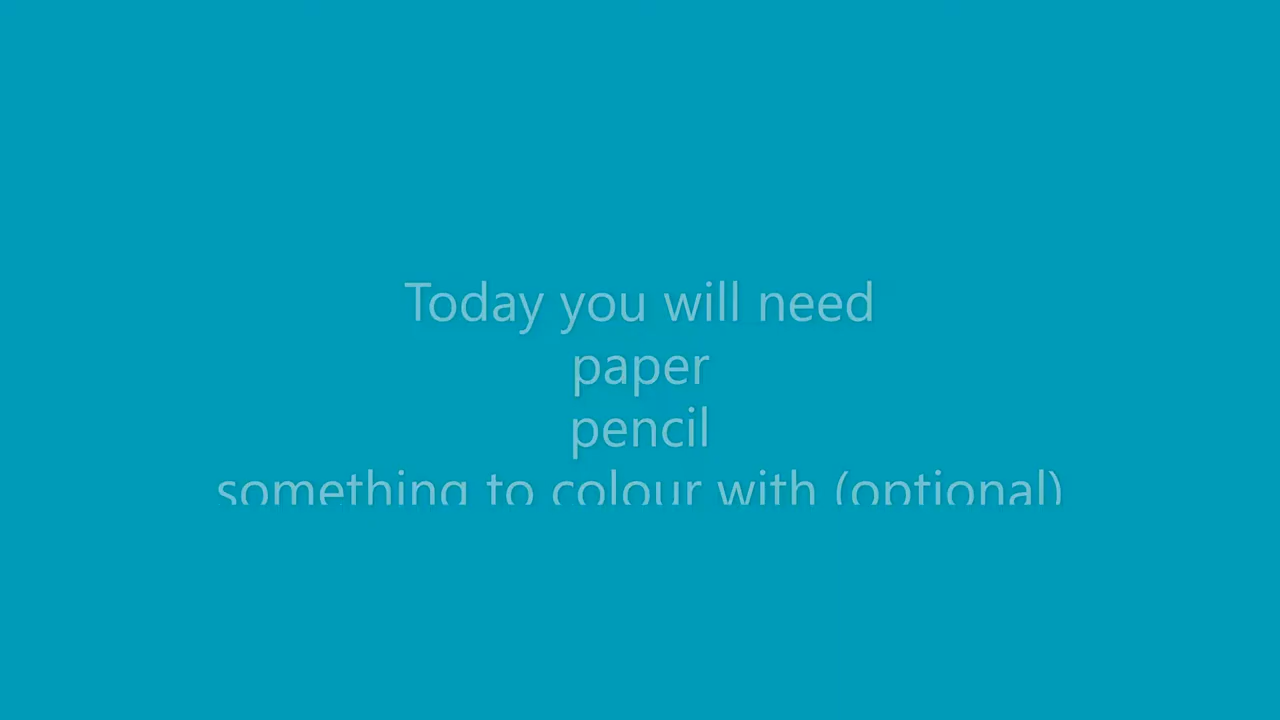 Today you will need
paper
pencil
something to colour with (optional)